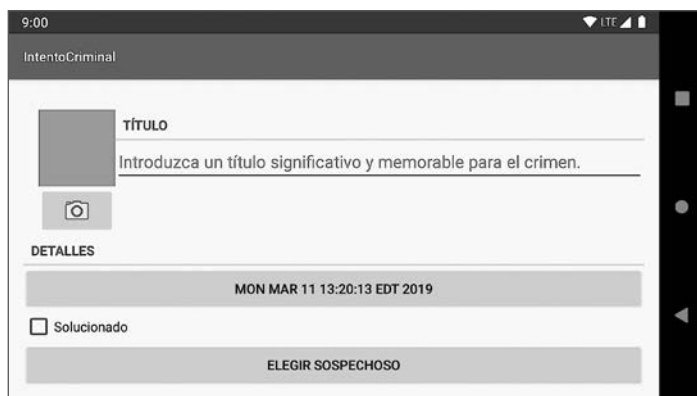 9:00
LTE
IntentoCriminal
TÍTULO
Introduzca un título significativo y memorable para el crimen.
DETALLES
MON MAR 11 13:20:13 EDT 2019
Solucionado
ELEGIR SOSPECHOSO